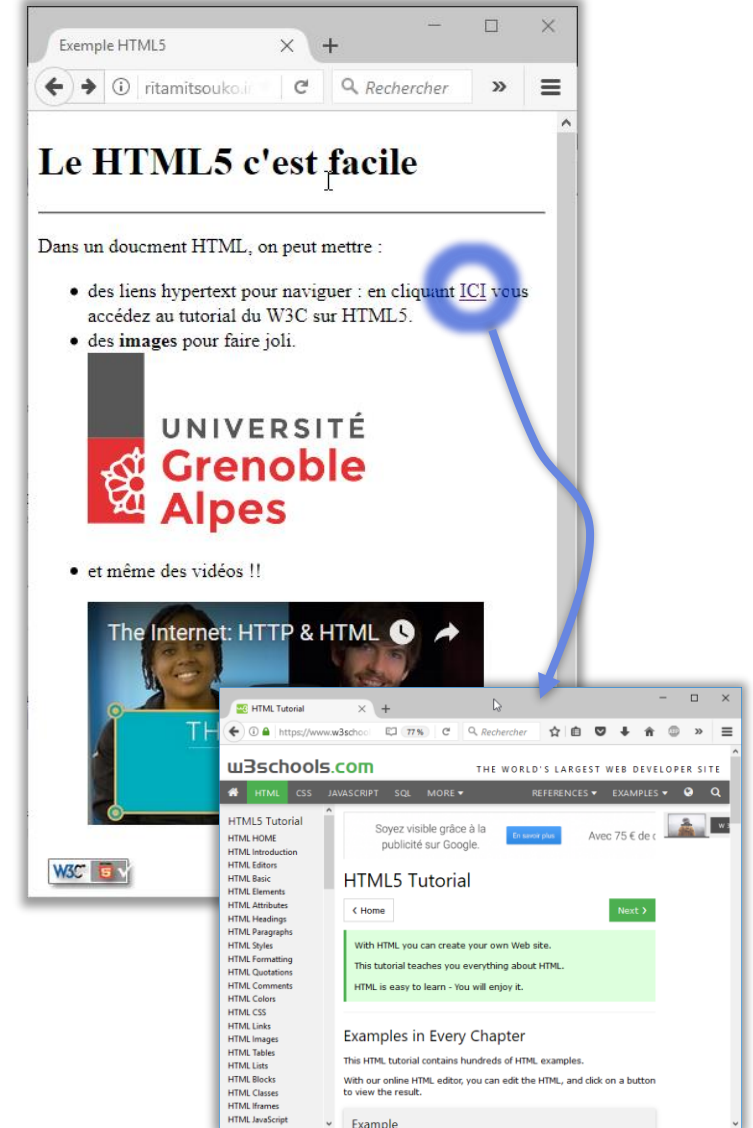 Exemple HTML5
ritamitsouko.i
Rechercher
Le HTML5 c'est facile
Dans un doucment HTML, on peut mettre :
des liens hypertext pour naviguer : en cliquant ICI vous
accédez au tutorial du W3C sur HTML5.
des images pour faire joli.
UNIVERSITÉ
Grenoble
Alpes
et même des vidéos !!
The Internet: HTTP & HTML
TH
W3C 5
HTML Tutorial
https://www.w3schoo
77%
Rechercher
w3schools.com
THE WORLD'S LARGEST WEB DEVELOPER SITE
HTML CSS JAVASCRIPT SQL MORE REFERENCES EXAMPLES
HTML5 Tutorial
HTML HOME
HTML Introduction
HTML Editors
HTML Basic
HTML Elements
HTML Attributes
HTML Headings
HTML Paragraphs
HTML Styles
HTML Formatting
HTML Quotations
HTML Comments
HTML Colors
HTML CSS
HTML Links
HTML Images
HTML Tables
HTML Lists
HTML Blocks
HTML Classes
HTML Iframes
HTML JavaScript
Soyez visible grâce à la
publicité sur Google.
En savoir plus
Avec 75 € de c
W3
HTML5 Tutorial
Home
Next
With HTML you can create your own Web site.
This tutorial teaches you everything about HTML.
HTML is easy to learn - You will enjoy it.
Examples in Every Chapter
This HTML tutorial contains hundreds of HTML examples.
With our online HTML editor, you can edit the HTML, and click on a button
to view the result.
Example